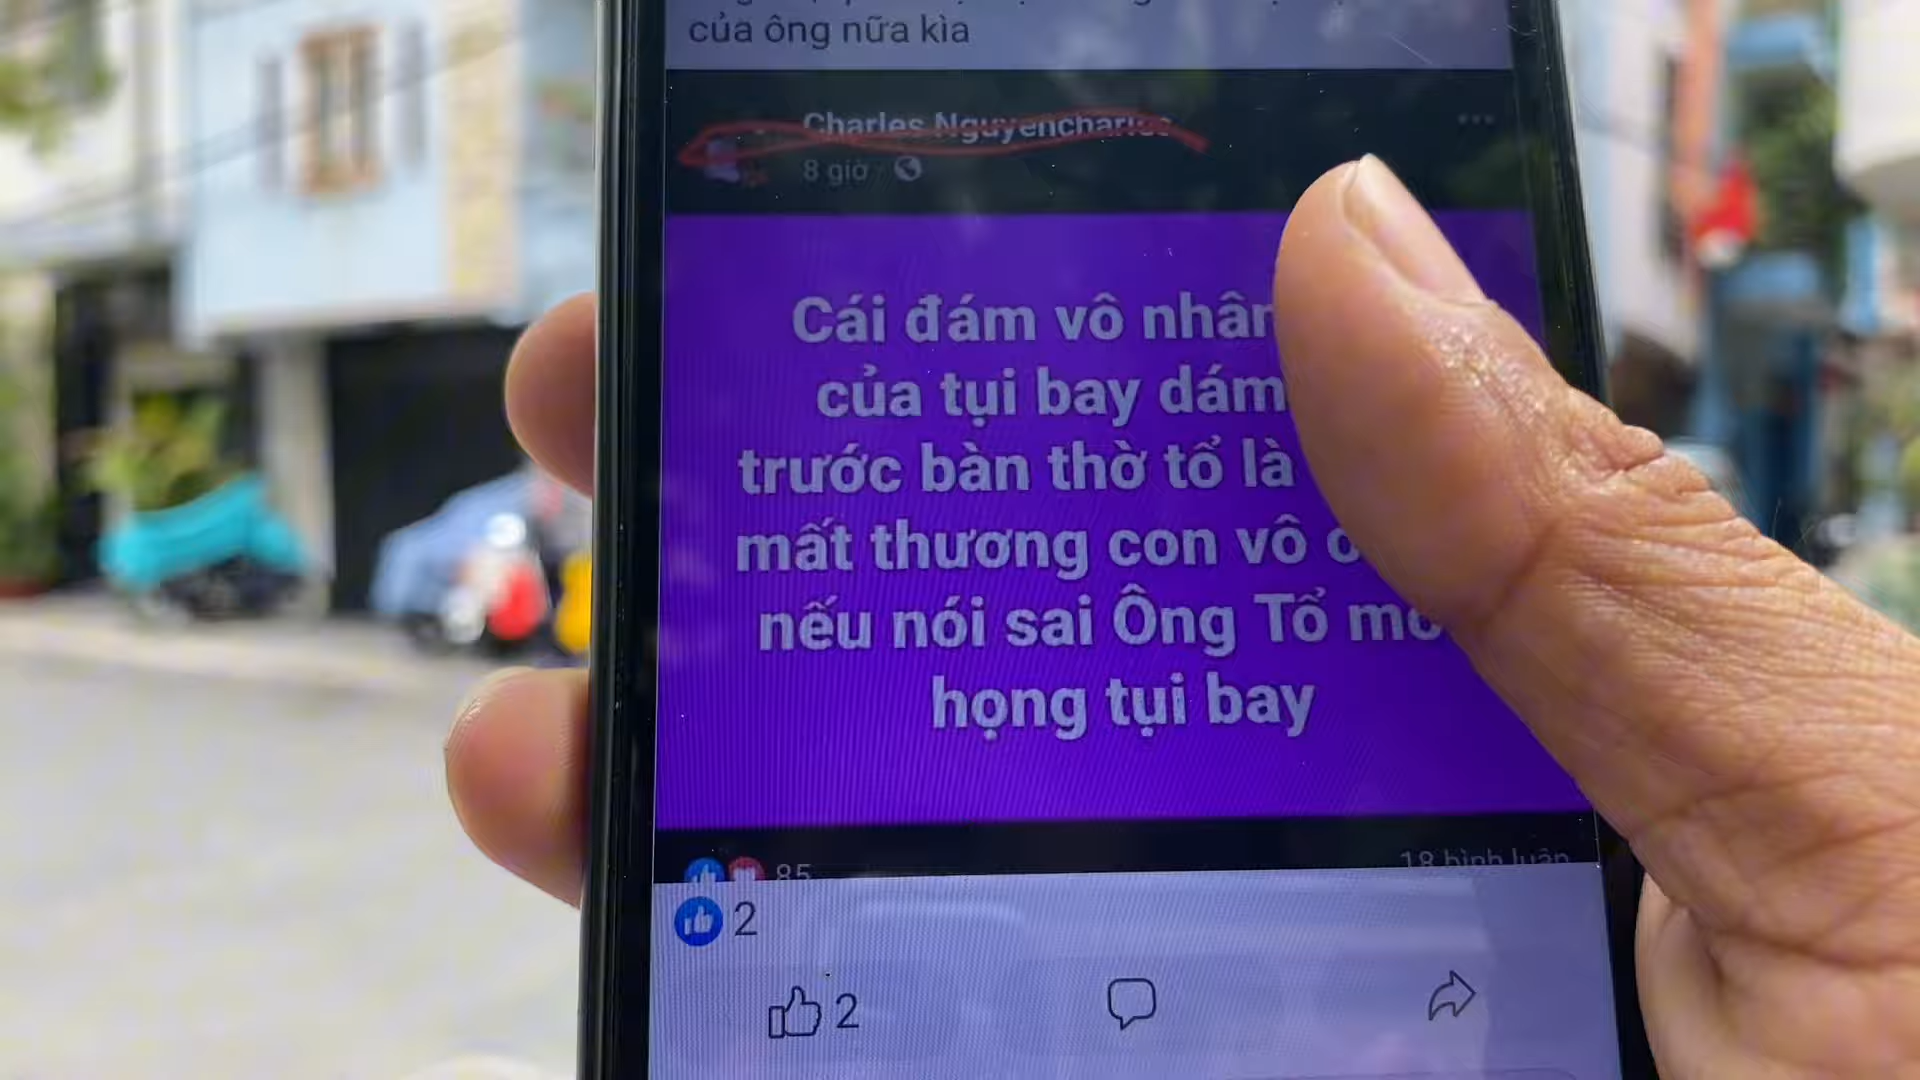 của ông nữa kìa
Charles Nguyencharles
8 giờ
Cái đám vô nhân
của tụi bay dám
trước bàn thờ tổ là
mất thương con vô
nếu nói sai Ông Tổ
họng tụi bay
85
18 bình luận
2
2